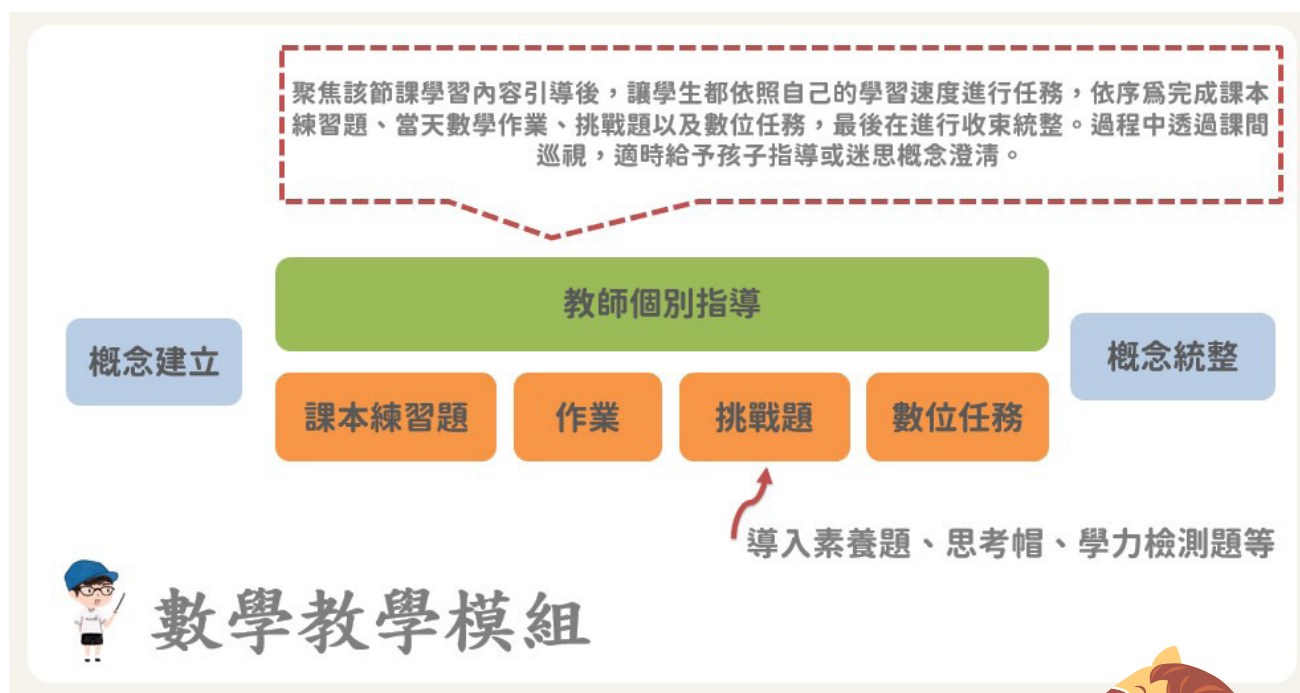 聚焦該節課學習內容引導後，讓學生都依照自己的學習速度進行任務，依序為完成課本
練習題、當天數學作業、挑戰題以及數位任務，最後在進行收束統整。過程中透過課間
巡視，適時給予孩子指導或迷思概念澄清。
教師個別指導
概念建立
概念統整
課本練習題
作業
挑戰題
數位任務
導入素養題、思考帽、學力檢測題等
數學教學模組